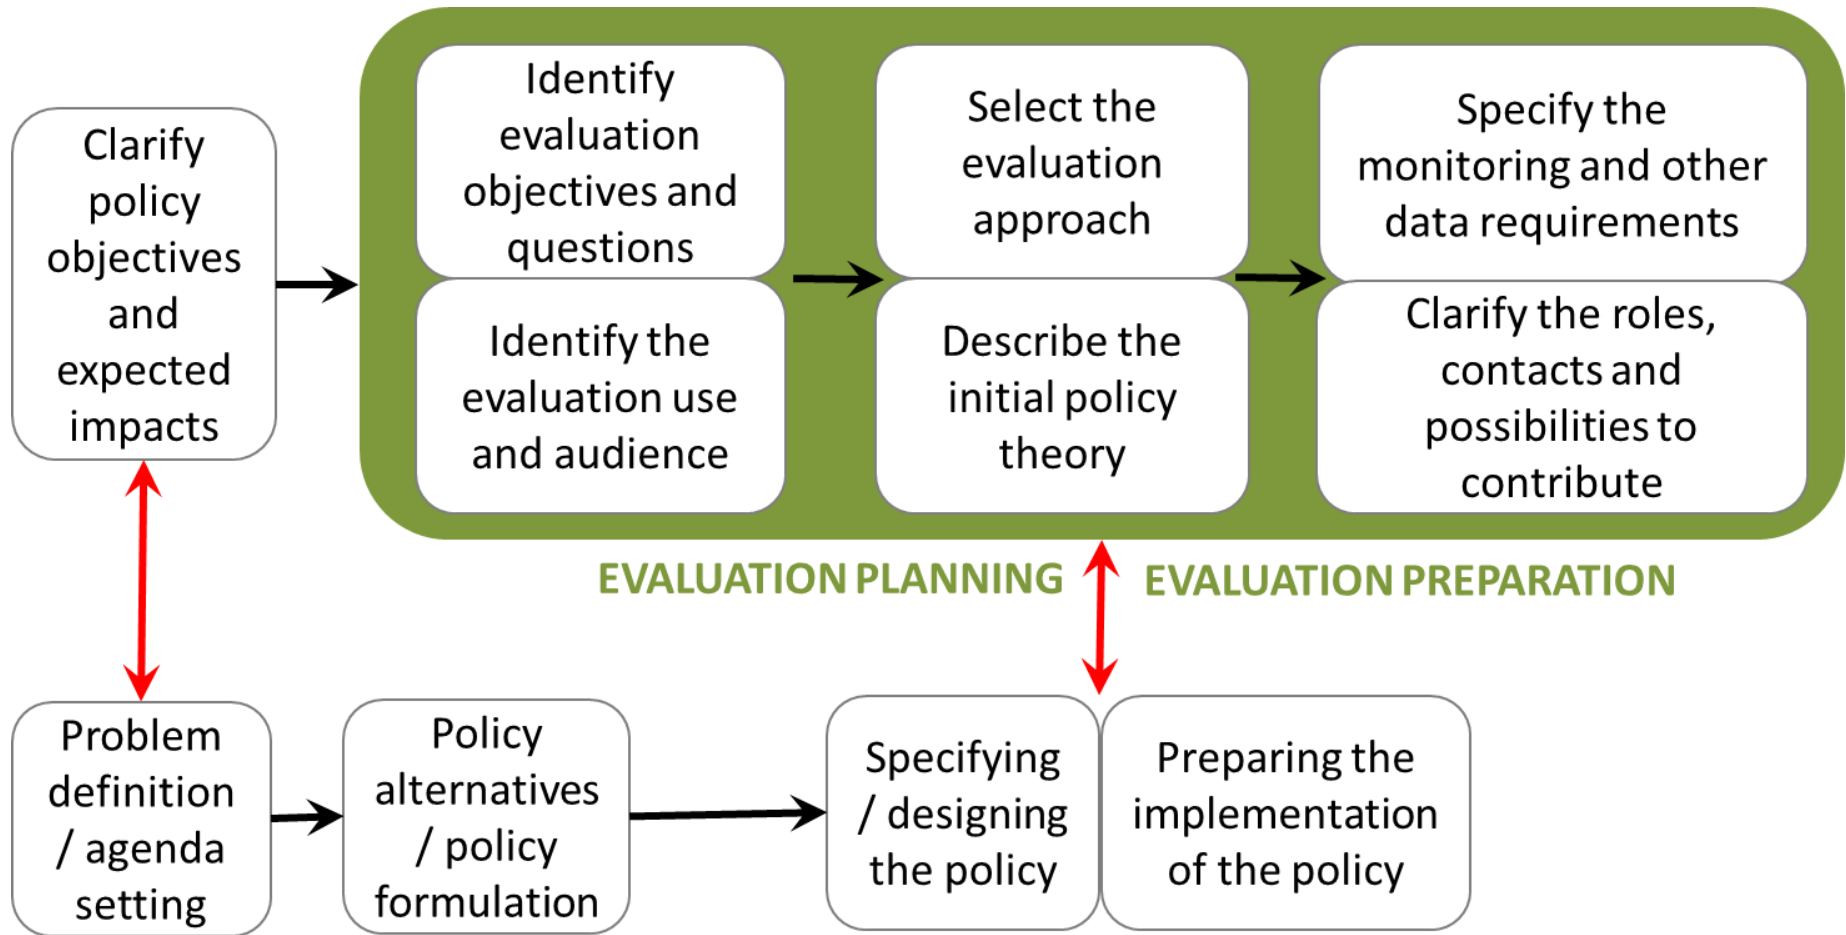 Clarify
policy
objectives
and
expected
impacts
Identify
evaluation
objectives and
questions
Identify the
evaluation use
and audience
Select the
evaluation
approach
Describe the
initial policy
theory
Specify the
monitoring and other
data requirements
Clarify the roles,
contacts and
possibilities to
contribute
EVALUATION PLANNING
EVALUATION PREPARATION
Problem
definition
/ agenda
setting
Policy
alternatives
/ policy
formulation
Specifying
/ designing
the policy
Preparing the
implementation
of the policy